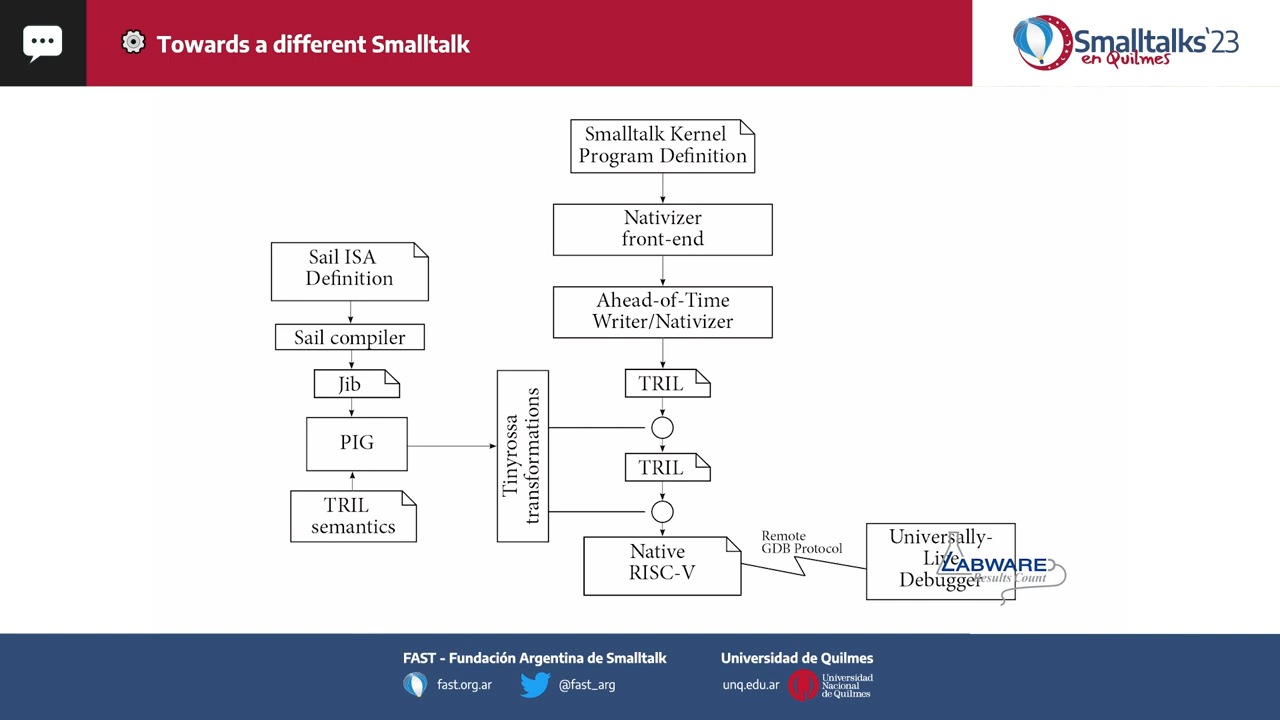 Towards a different Smalltalk
Smalltalks'23
en Quilmes
Smalltalk Kernel
Program Definition
Nativizer
front-end
Ahead-of-Time
Writer/Nativizer
Sail ISA
Definition
Sail compiler
Jib
PIG
TRIL
semantics
Tinyrossa
transformations
TRIL
TRIL
Native
RISC-V
Remote
GDB Protocol
Universally-
Live
Debugger
LABWARE
Results Count
FAST - Fundación Argentina de Smalltalk
fast.org.ar
@fast_arg
Universidad de Quilmes
unq.edu.ar
Universidad
Nacional
de Quilmes